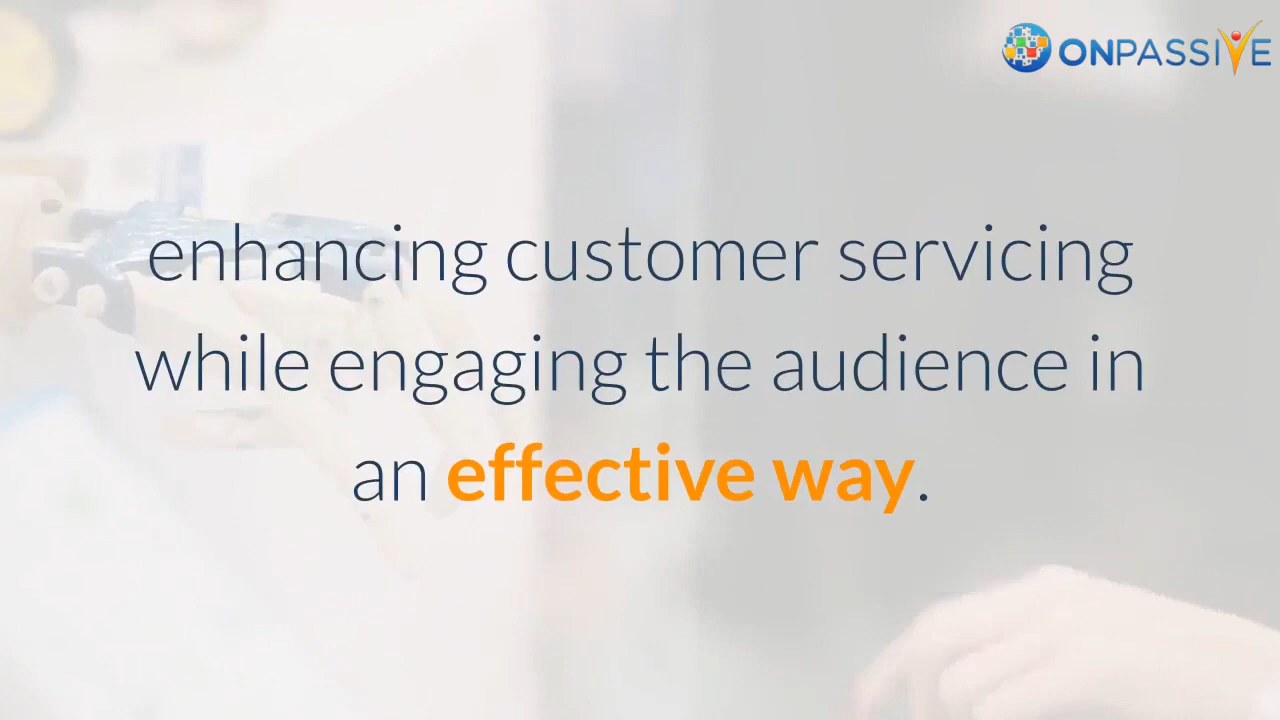 ONPASSIVE
enhancing customer servicing
while engaging the audience in
an effective way.